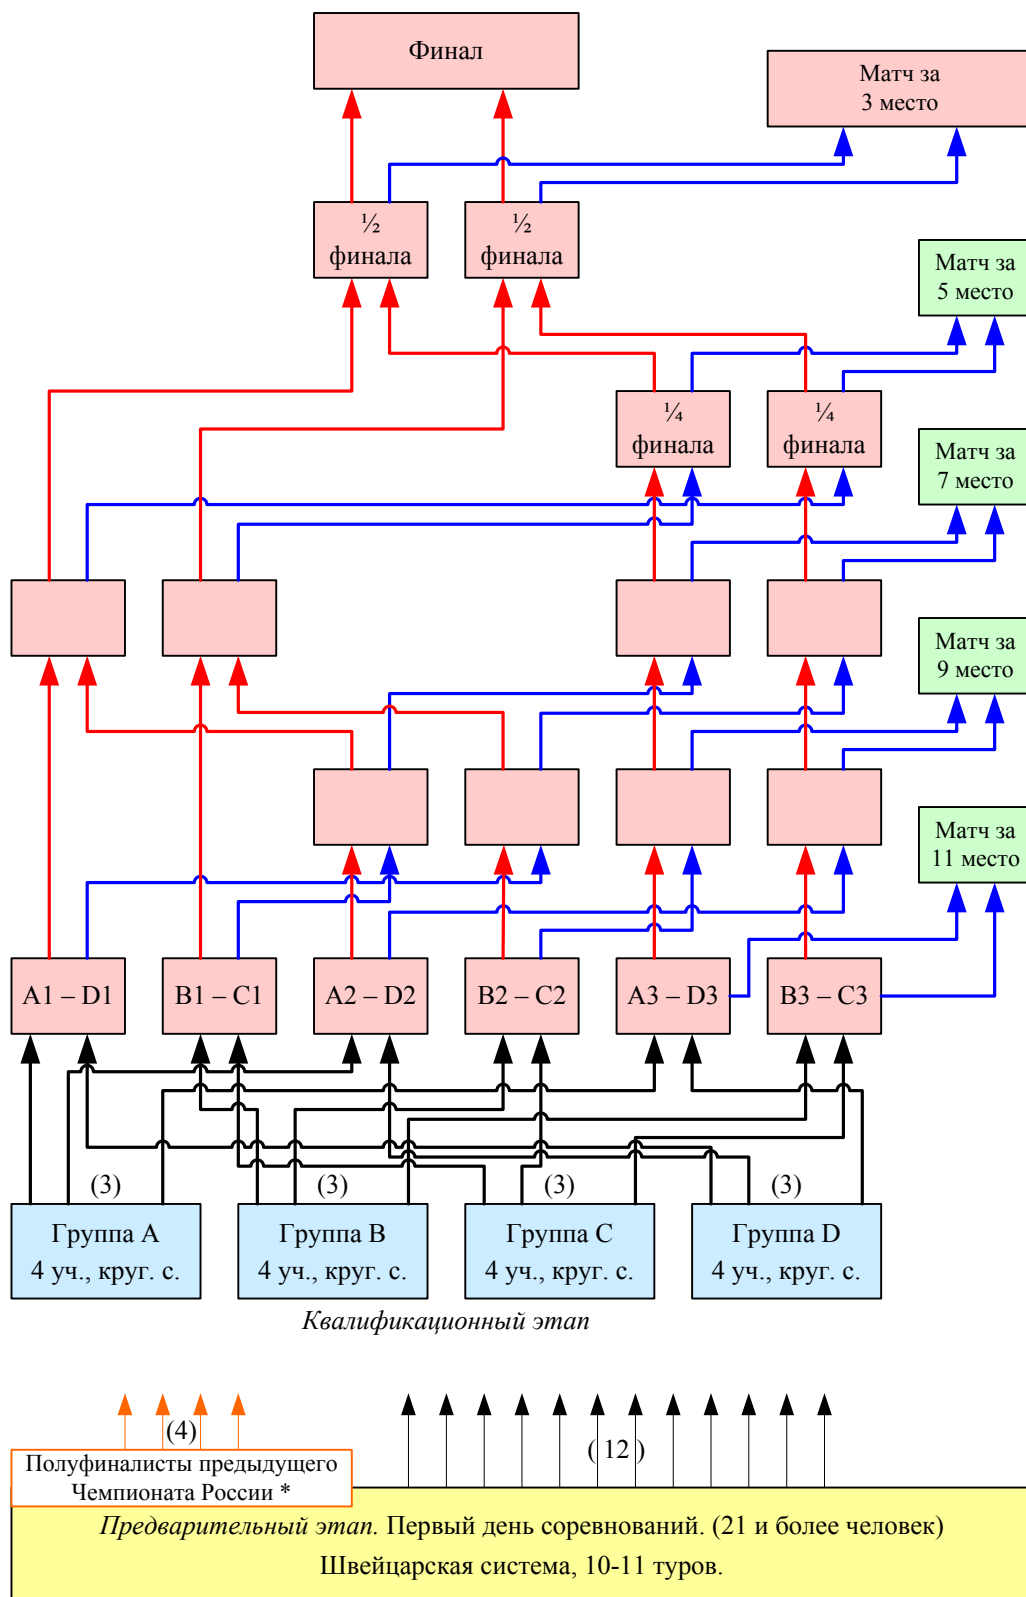 Финал
Матч за
3 место
½
финала
½
финала
Матч за
5 место
¼
финала
¼
финала
Матч за
7 место
Матч за
9 место
Матч за
11 место
A1 – D1
B1 – C1
A2 – D2
B2 – C2
A3 – D3
B3 – C3
(3)
(3)
(3)
(3)
Группа A
4 уч., круг. с.
Группа B
4 уч., круг. с.
Группа C
4 уч., круг. с.
Группа D
4 уч., круг. с.
Квалификационный этап
(4)
( 12 )
Полуфиналисты предыдущего
Чемпионата России *
Предварительный этап. Первый день соревнований. (21 и более человек)
Швейцарская система, 10-11 туров.